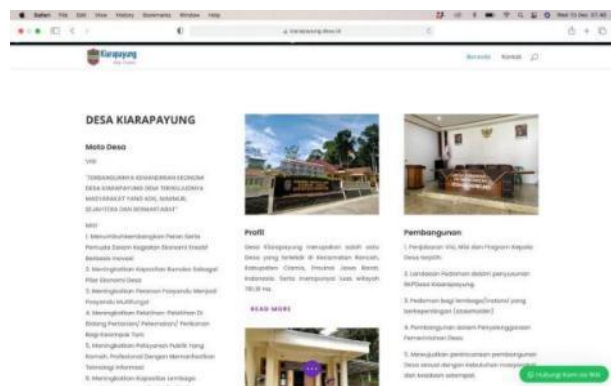 Safari File Edit View History Bookmarks Window Help
Kiarapayung
Beranda Kontak
DESA KIARAPAYUNG
Moto Desa
VISI
"TERBANGUNNYA KEMANDIRIAN EKONOMI
DESA KIARAPAYUNG DEMI TERWUJUDNYA
MASYARAKAT YANG ADIL, MAKMUR,
SEJAHTERA DAN BERMARTABAT"
MISI
1. Menumbuhkembangkan Peran Serta
Pemuda Dalam Kegiatan Ekonomi Kreatif
Berbasis Inovasi
2. Meningkatkan Kapasitas Bumdes Sebagai
Pilar Ekonomi Desa
3. Meningkatkan Peranan Posyandu Menjadi
Posyandu Multifungsi
4. Meningkatkan Pelatihan-Pelatihan Di
Bidang Pertanian/ Peternakan/ Perikanan
Bagi Kelompok Tani
5. Meningkatkan Pelayanan Publik Yang
Ramah, Profesional Dengan Memanfaatkan
Teknologi Informasi
6. Meningkatkan Kapasitas Lembaga
Profil
Desa Kiarapayung merupakan salah satu
Desa yang terletak di Kecamatan Rancah,
Kabupaten Ciamis, Provinsi Jawa Barat,
Indonesia. Serta mempunyai luas wilayah
Ha.
READ MORE
Pembangunan
1. Penjabaran Visi, Misi dan Program Kepala
Desa terpilih.
2. Landasan Pedoman dalam penyusunan
RKPDesa Kiarapayung.
3. Pedoman bagi lembaga/instansi yang
berkepentingan (stakeholder)
4. Pembangunan dalam Penyelenggaraan
Pemerintahan Desa.
5. Mewujudkan perencanaan pembangunan
Desa sesuai dengan kebutuhan masyarakat
dan keadaan setempat.
Hubungi Kami via WA